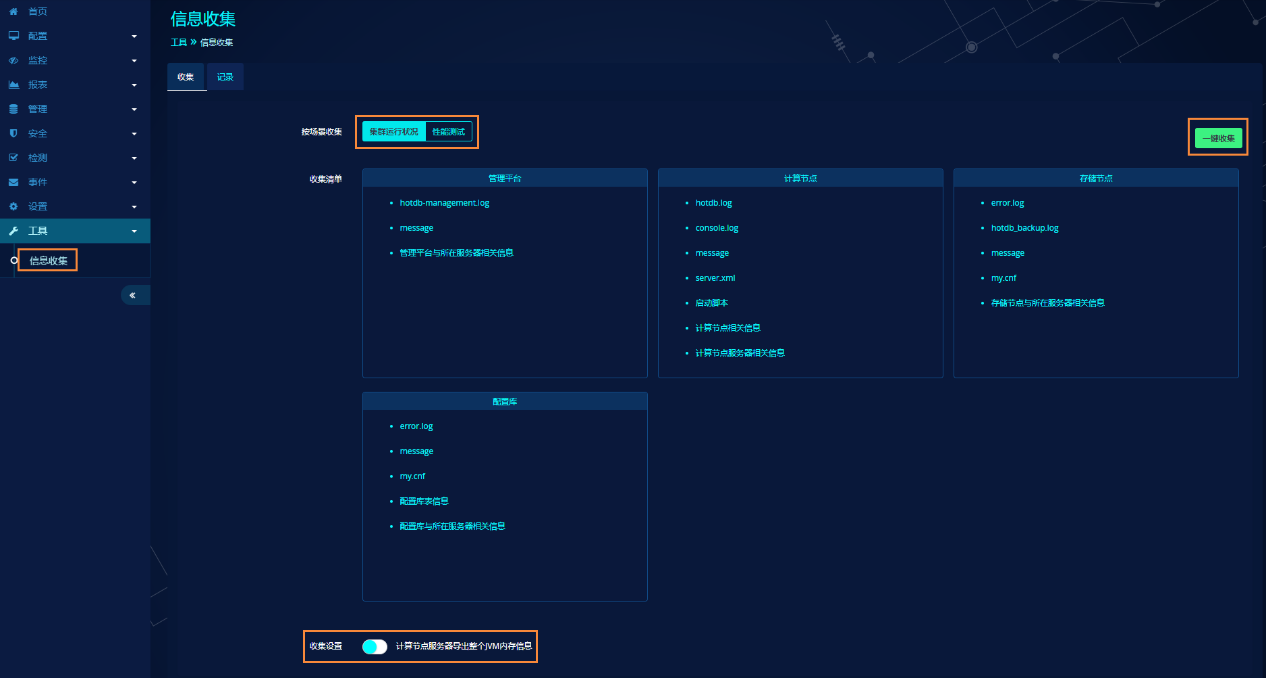 首页
配置
监控
报表
管理
安全
检测
事件
设置
工具
信息收集
信息收集
工具 » 信息收集
收集 记录
按场景收集 集群运行状况 性能测试 一键收集
收集清单
管理平台
hotdb-management.log
message
管理平台与所在服务器相关信息
计算节点
hotdb.log
console.log
message
server.xml
启动脚本
计算节点相关信息
计算节点服务器相关信息
存储节点
error.log
hotdb_backup.log
message
my.cnf
存储节点与所在服务器相关信息
配置库
error.log
message
my.cnf
配置库表信息
配置库与所在服务器相关信息
收集设置 计算节点服务器导出整个JVM内存信息